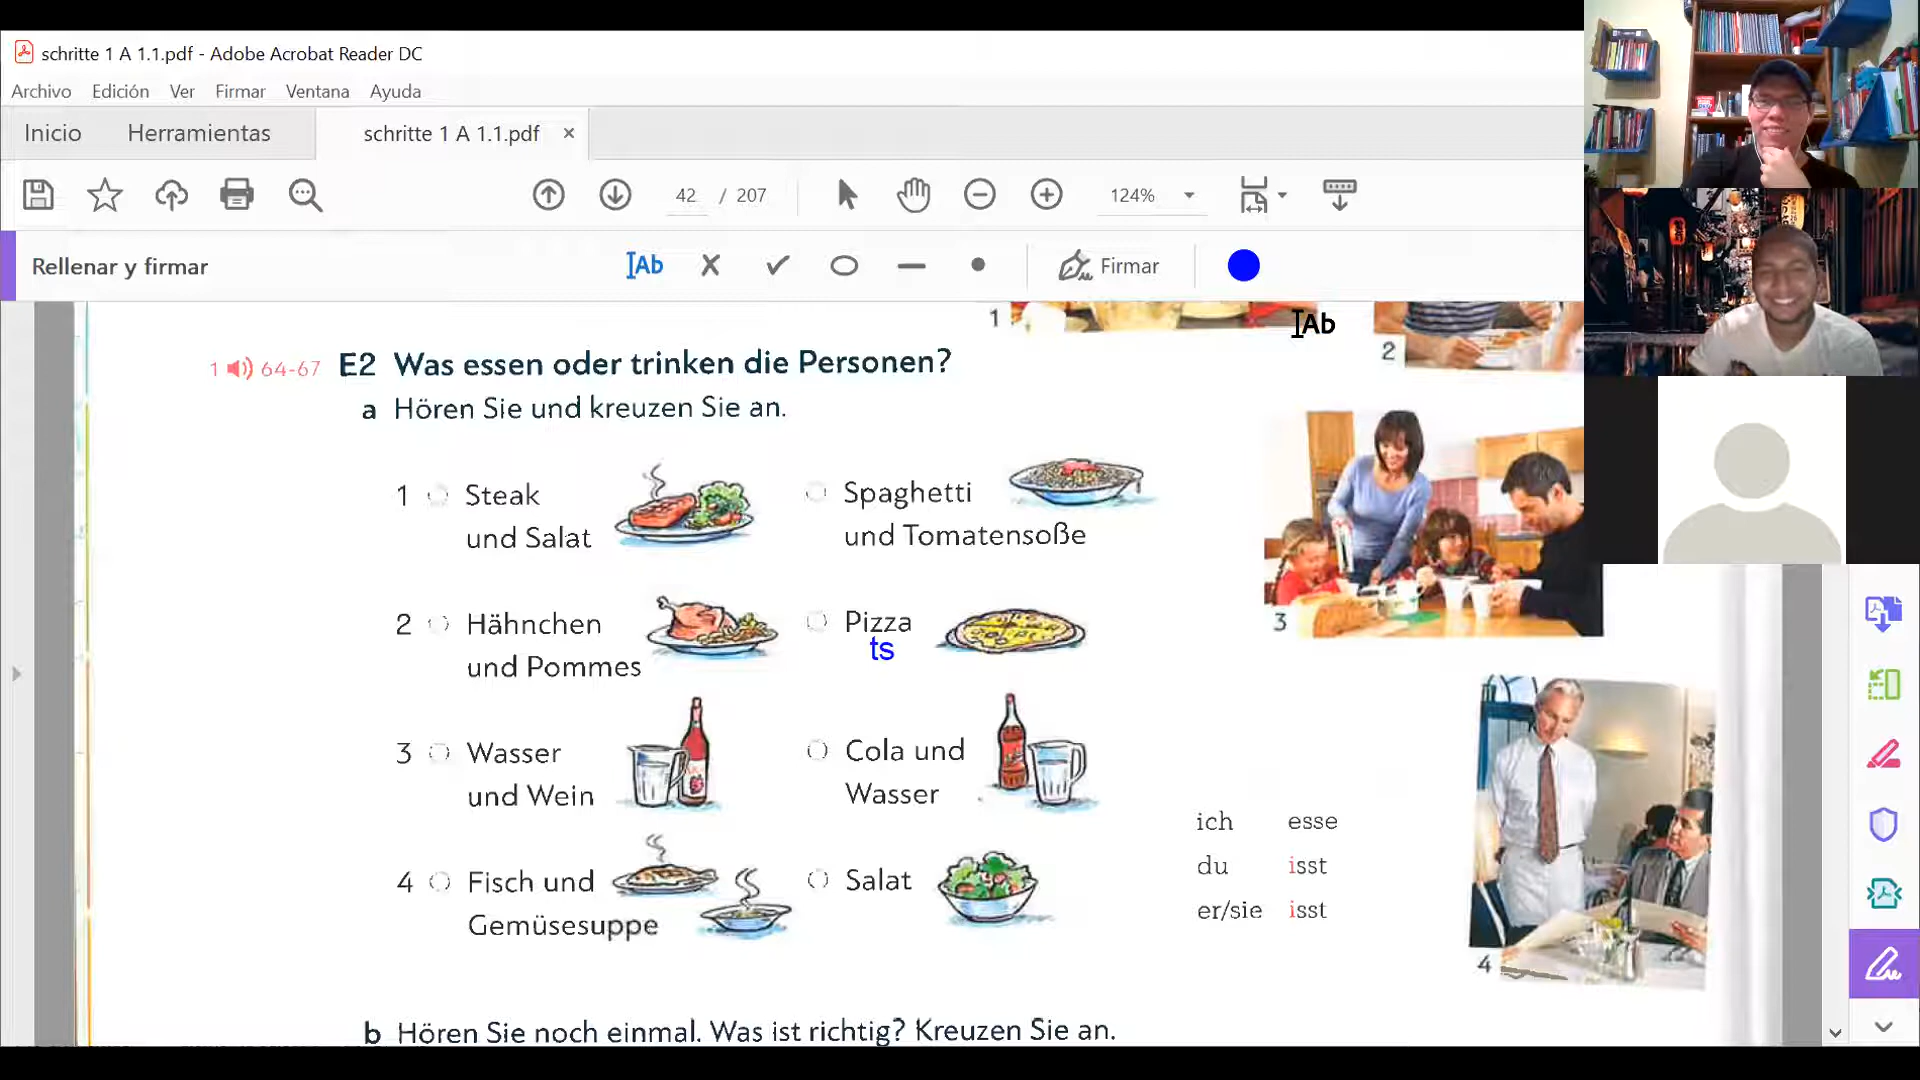 schritte 1 A 1.1.pdf - Adobe Acrobat Reader DC
Archivo Edición Ver Firmar Ventana Ayuda
Inicio Herramientas schritte 1 A 1.1.pdf ×
42 / 207 124%
Rellenar y firmar Ab Firmar
1 Ab 2
1 64-67 E2 Was essen oder trinken die Personen?
a Hören Sie und kreuzen Sie an.
1 Steak Spaghetti
und Salat und Tomatensoße
2 Hähnchen Pizza 3
ts
und Pommes
3 Wasser Cola und
und Wein Wasser
ich esse
4 Fisch und Salat du isst
Gemüsesuppe er/sie isst
4
b Hören Sie noch einmal. Was ist richtig? Kreuzen Sie an.